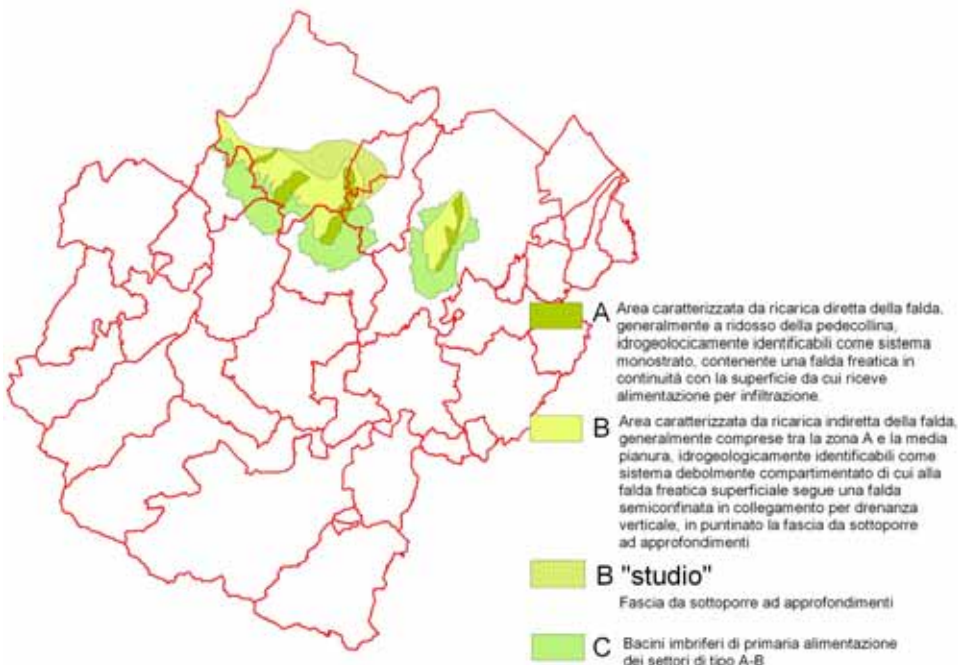 A Area caratterizzata da ricarica diretta della falda,
generalmente a ridosso della pedecollina,
idrogeolocicamente identificabili come sistema
monostrato, contenente una falda freatica in
continuità con la superficie da cui riceve
alimentazione per infiltrazione.
B Area caratterizzata da ricarica indiretta della falda,
generalmente comprese tra la zona A e la media
pianura, idrogeologicamente identificabili come
sistema debolmente compartimentato di cui alla
falda freatica superficiale segue una falda
semiconfinata in collegamento per drenanza
verticale, in puntinato la fascia da sottoporre
ad approfondimenti
B "studio"
Fascia da sottoporre ad approfondimenti
C Bacini imbriferi di primaria alimentazione
dei settori di tipo A-B